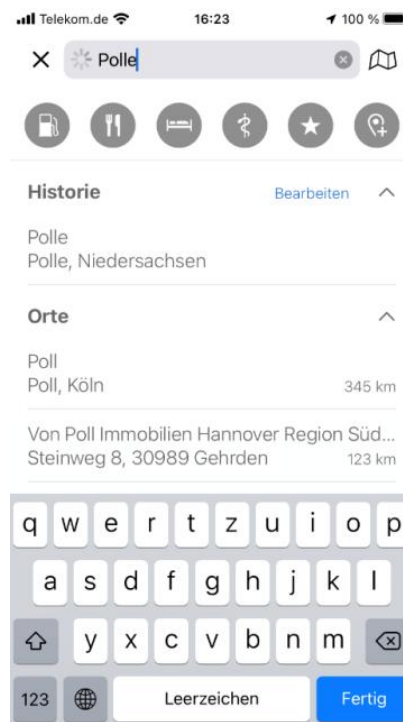 Telekom.de 16:23 100 %
Polle
Historie Bearbeiten
Polle
Polle, Niedersachsen
Orte
Poll
Poll, Köln 345 km
Von Poll Immobilien Hannover Region Süd...
Steinweg 8, 30989 Gehrden 123 km
q w e r t z u i o p
a s d f g h j k l
y x c v b n m
123 Leerzeichen Fertig